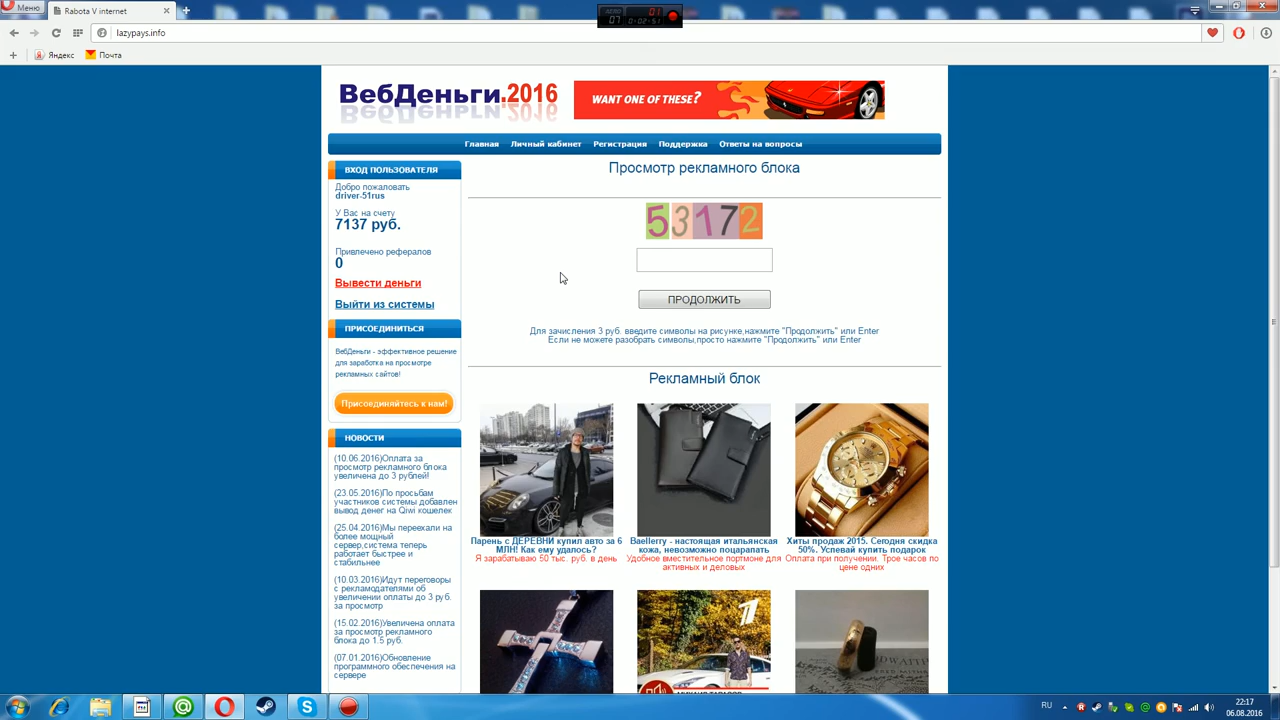 Меню
Rabota V internet
lazypays.info
Яндекс
Почта
ВебДеньги.2016
WANT ONE OF THESE?
Главная Личный кабинет Регистрация Поддержка Ответы на вопросы
ВХОД ПОЛЬЗОВАТЕЛЯ
Добро пожаловать
driver-51rus
У Вас на счету
7137 руб.
Привлечено рефералов
0
Вывести деньги
Выйти из системы
ПРИСОЕДИНИТЬСЯ
ВебДеньги - эффективное решение
для заработка на просмотре
рекламных сайтов!
Присоединяйтесь к нам!
НОВОСТИ
(10.06.2016)Оплата за
просмотр рекламного блока
увеличена до 3 рублей!
(23.05.2016)По просьбам
участников системы добавлен
вывод денег на Qiwi кошелек
(25.04.2016)Мы переехали на
более мощный
сервер,система теперь
работает быстрее и
стабильнее
(10.03.2016)Идут переговоры
с рекламодателями об
увеличении оплаты до 3 руб.
за просмотр
(15.02.2016)Увеличена оплата
за просмотр рекламного
блока до 1.5 руб.
(07.01.2016)Обновление
программного обеспечения на
сервере
Просмотр рекламного блока
53172
ПРОДОЛЖИТЬ
Для зачисления 3 руб. введите символы на рисунке,нажмите "Продолжить" или Enter
Если не можете разобрать символы,просто нажмите "Продолжить" или Enter
Рекламный блок
Парень с ДЕРЕВНИ купил авто за 6
МЛН! Как ему удалось?
Я зарабатываю 50 тыс. руб. в день
Baellerry - настоящая итальянская
кожа, невозможно поцарапать
Удобное вместительное портмоне для
активных и деловых
Хиты продаж 2015. Сегодня скидка
50%. Успевай купить подарок
Оплата при получении. Трое часов по
цене одних
RU
22:17
06.08.2016